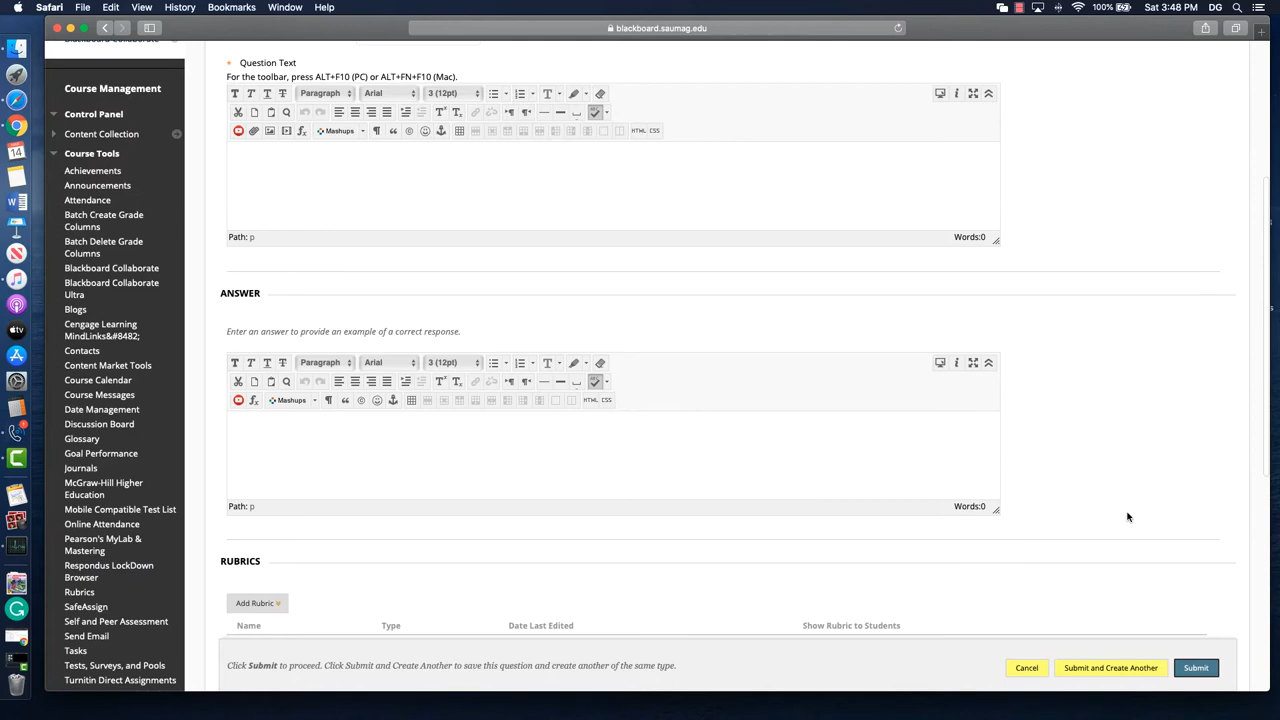 Safari File Edit View History Bookmarks Window Help
100% Sat 3:48 PM DG
blackboard.saumag.edu
Blackboard Collaborate
Course Management
Control Panel
Content Collection
Course Tools
Achievements
Announcements
Attendance
Batch Create Grade
Columns
Batch Delete Grade
Columns
Blackboard Collaborate
Blackboard Collaborate
Ultra
Blogs
Cengage Learning
MindLinks&#8482;
Contacts
Content Market Tools
Course Calendar
Course Messages
Date Management
Discussion Board
Glossary
Goal Performance
Journals
McGraw-Hill Higher
Education
Mobile Compatible Test List
Online Attendance
Pearson's MyLab &
Mastering
Respondus LockDown
Browser
Rubrics
SafeAssign
Self and Peer Assessment
Send Email
Tasks
Tests, Surveys, and Pools
Turnitin Direct Assignments
* Question Text
For the toolbar, press ALT+F10 (PC) or ALT+FN+F10 (Mac).
T T T T Paragraph Arial 3 (12pt) T
Mashups HTML CSS
Path: p Words:0
ANSWER
Enter an answer to provide an example of a correct response.
T T T T Paragraph Arial 3 (12pt) T
Mashups HTML CSS
Path: p Words:0
RUBRICS
Add Rubric
Name Type Date Last Edited Show Rubric to Students
Click Submit to proceed. Click Submit and Create Another to save this question and create another of the same type.
Cancel Submit and Create Another Submit